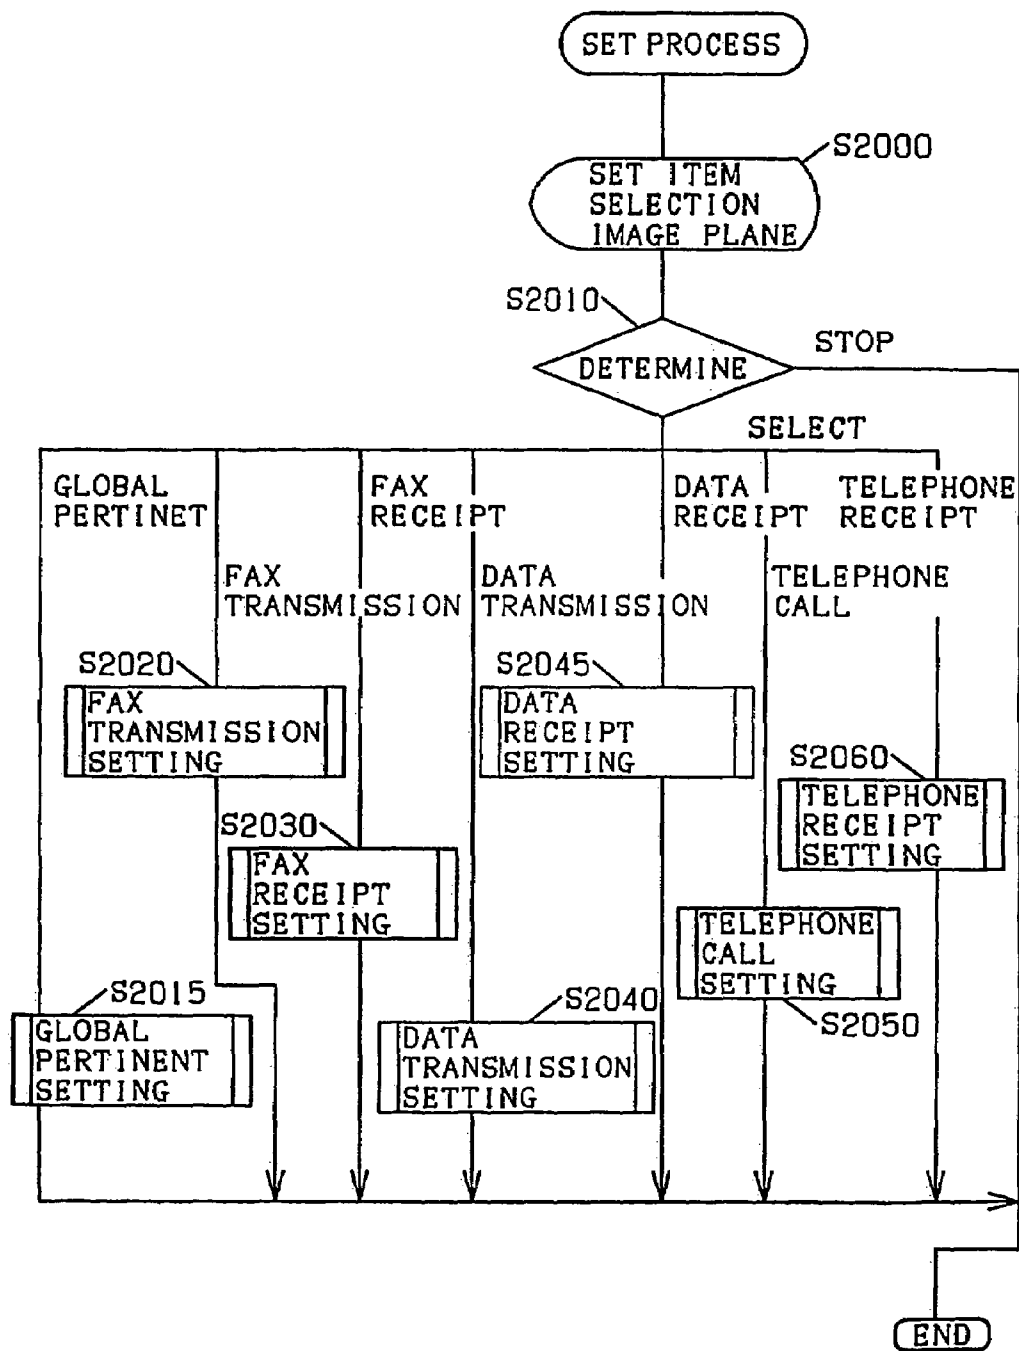 SET PROCESS
S2000
SET ITEM
SELECTION
IMAGE PLANE
S2010
DETERMINE
STOP
SELECT
GLOBAL
PERTINET
FAX
RECEIPT
DATA
RECEIPT
TELEPHONE
RECEIPT
FAX
TRANSMISSION
DATA
TRANSMISSION
TELEPHONE
CALL
S2020
FAX
TRANSMISSION
SETTING
S2045
DATA
RECEIPT
SETTING
S2060
TELEPHONE
RECEIPT
SETTING
S2030
FAX
RECEIPT
SETTING
TELEPHONE
CALL
SETTING
S2050
S2015
GLOBAL
PERTINENT
SETTING
S2040
DATA
TRANSMISSION
SETTING
END